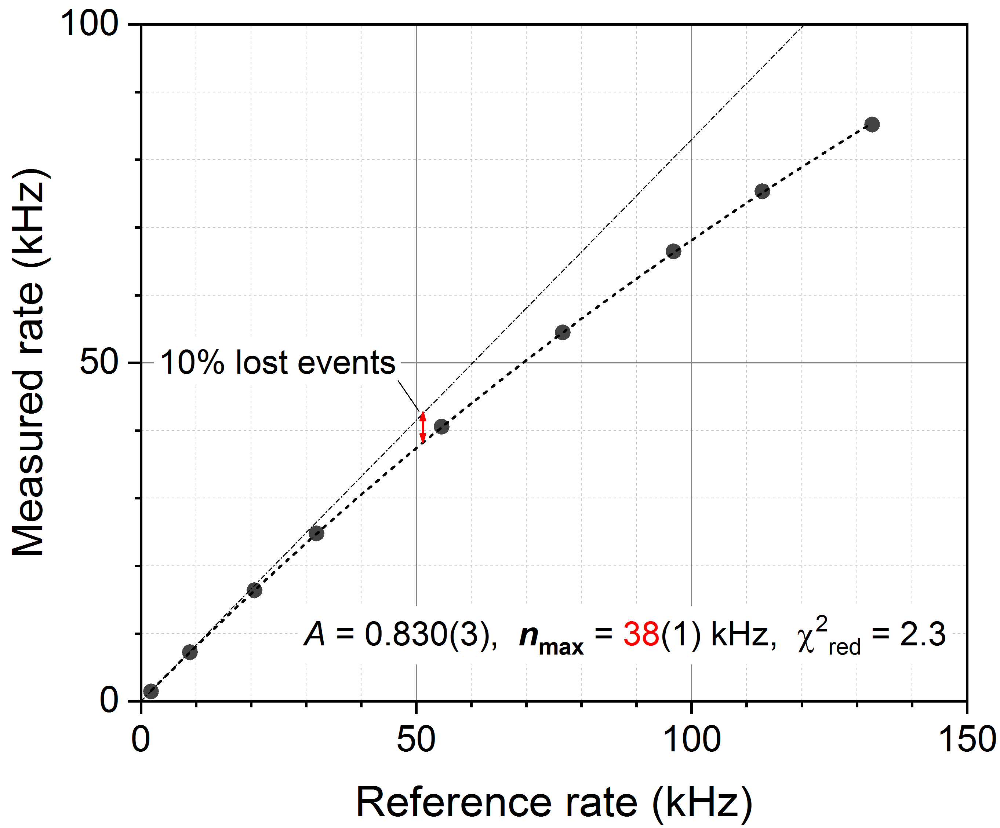 100
50
0
Measured rate (kHz)
10% lost events
A = 0.830(3), nmax = 38(1) kHz, χ²red = 2.3
0 50 100 150
Reference rate (kHz)